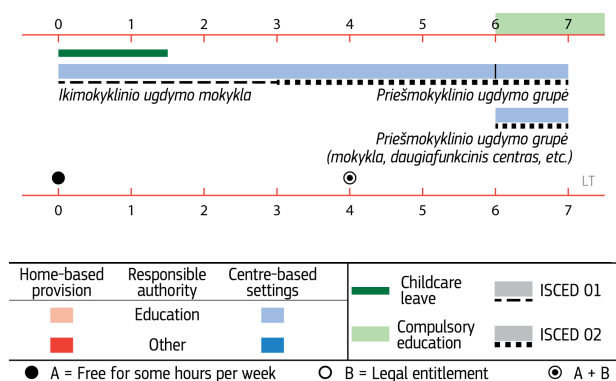 0 1 2 3 4 5 6 7
Ikimokyklinio ugdymo mokykla Priešmokyklinio ugdymo grupė
Priešmokyklinio ugdymo grupė
(mokykla, daugiafunkcinis centras, etc.)
LT
0 1 2 3 4 5 6 7
Home-based provision Responsible authority Centre-based settings
Education
Other
Childcare leave
ISCED 01
Compulsory education
ISCED 02
A = Free for some hours per week B = Legal entitlement A + B